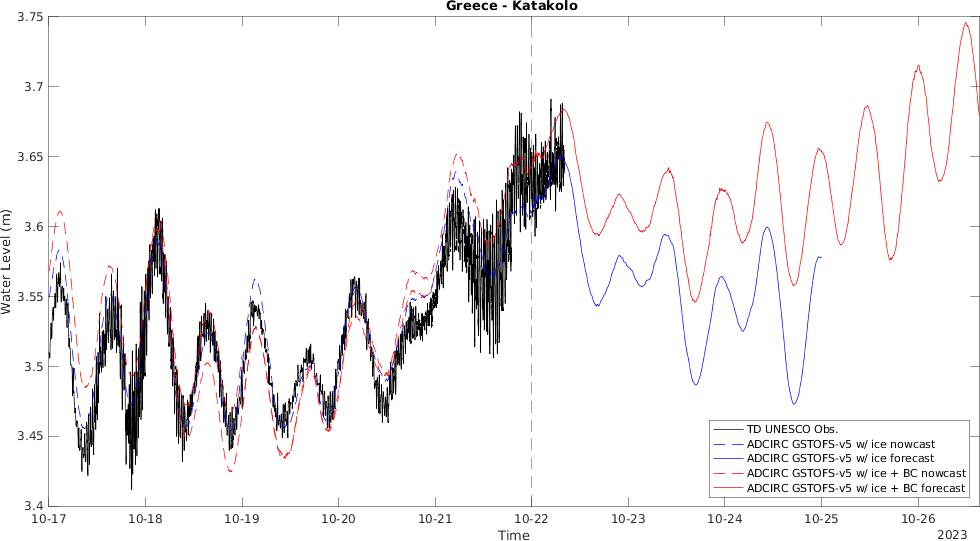 Greece - Katakolo
3.75
3.7
3.65
3.6
3.55
3.5
3.45
3.4
Water Level (m)
10-17 10-18 10-19 10-20 10-21 10-22 10-23 10-24 10-25 10-26
Time
2023
TD UNESCO Obs.
ADCIRC GSTOFS-v5 w/ ice nowcast
ADCIRC GSTOFS-v5 w/ ice forecast
ADCIRC GSTOFS-v5 w/ ice + BC nowcast
ADCIRC GSTOFS-v5 w/ ice + BC forecast